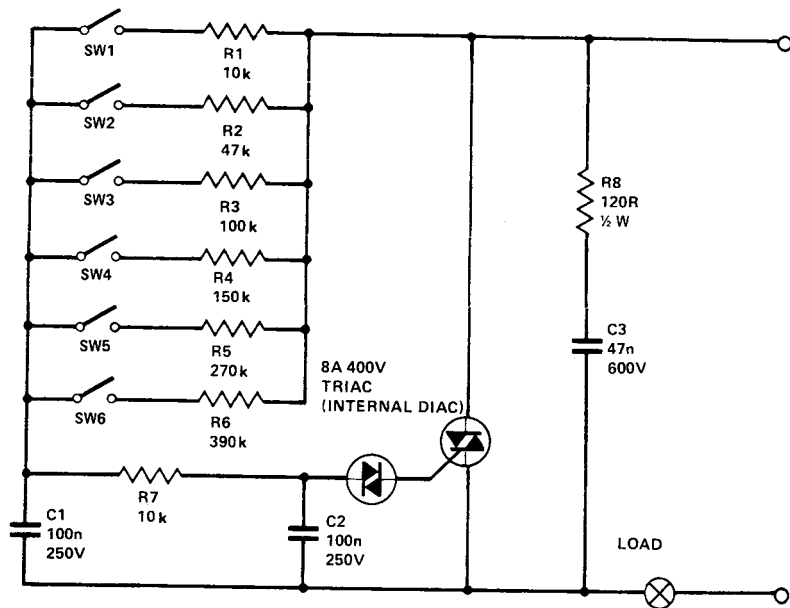 SW1
R1
10k
SW2
R2
47k
SW3
R3
100k
SW4
R4
150k
SW5
R5
270k
SW6
R6
390k
8A 400V
TRIAC
(INTERNAL DIAC)
R8
120R
½ W
C3
47n
600V
R7
10k
C1
100n
250V
C2
100n
250V
LOAD